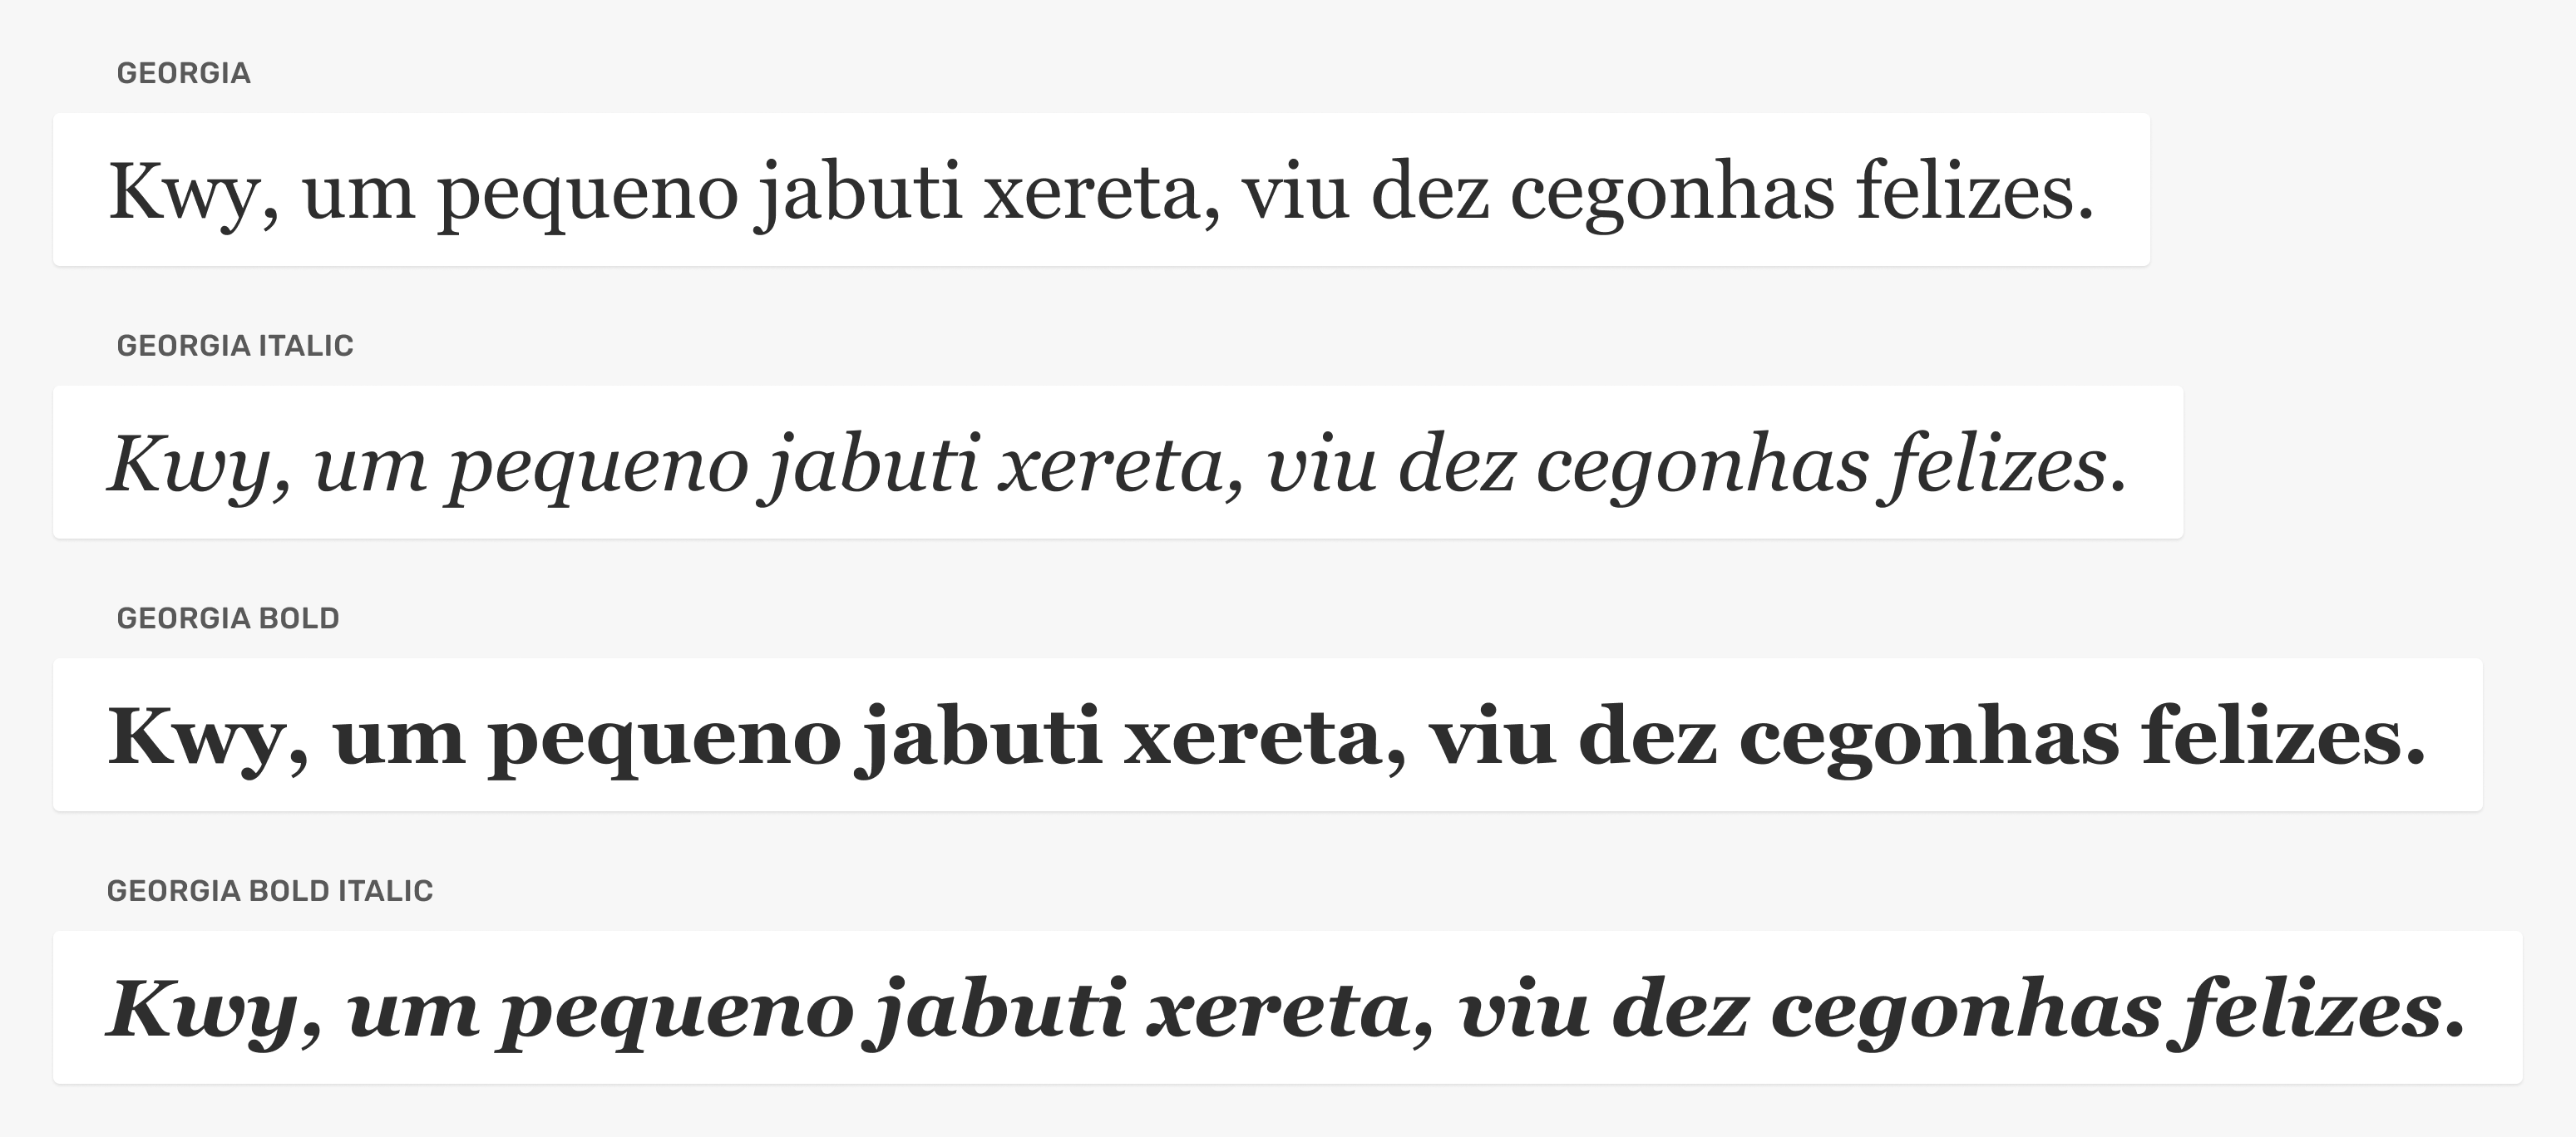 GEORGIA
Kwy, um pequeno jabuti xereta, viu dez cegonhas felizes.
GEORGIA ITALIC
Kwy, um pequeno jabuti xereta, viu dez cegonhas felizes.
GEORGIA BOLD
Kwy, um pequeno jabuti xereta, viu dez cegonhas felizes.
GEORGIA BOLD ITALIC
Kwy, um pequeno jabuti xereta, viu dez cegonhas felizes.